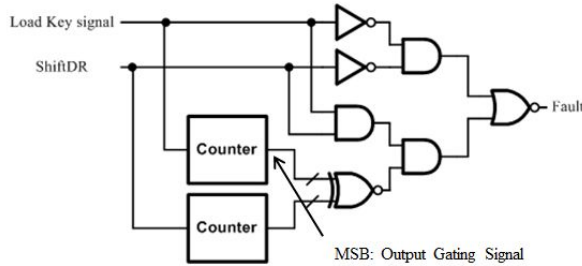 Load Key signal
ShiftDR
Counter
Fault
Counter
MSB: Output Gating Signal